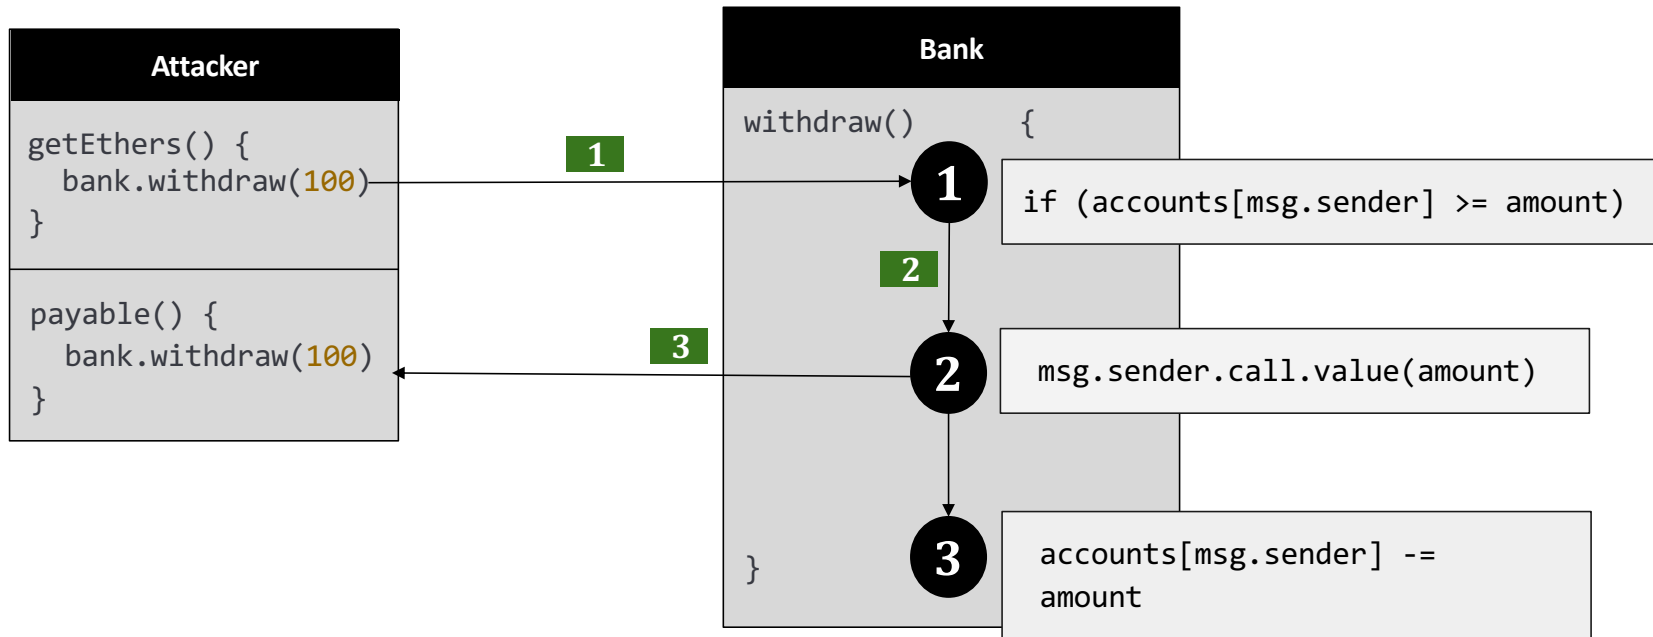 Attacker
getEthers() {
bank.withdraw(100)
}
payable() {
bank.withdraw(100)
}
1
2
3
Bank
withdraw() {
1
if (accounts[msg.sender] >= amount)
2
msg.sender.call.value(amount)
3
accounts[msg.sender] -=
amount
}